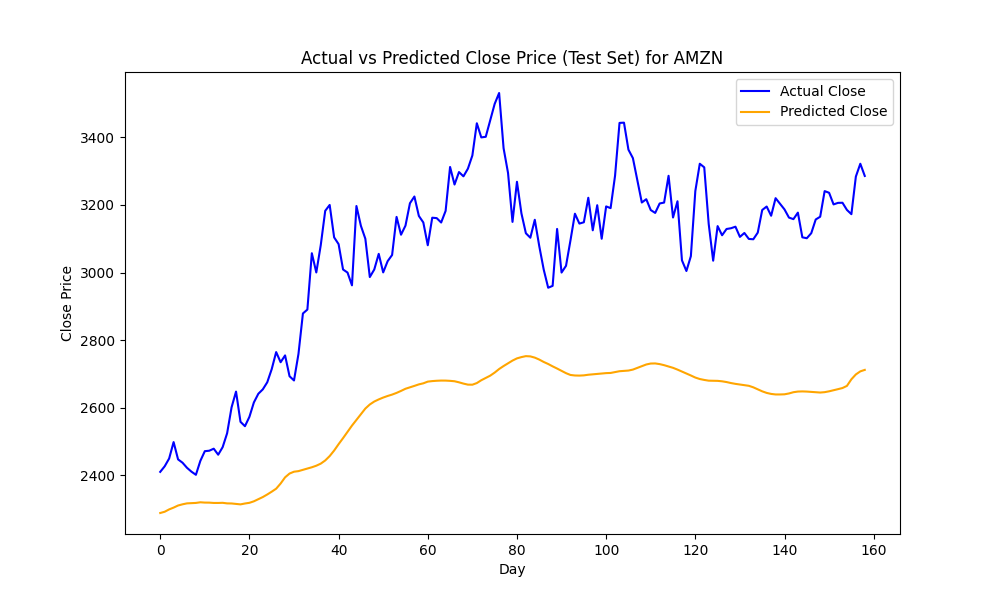 Actual vs Predicted Close Price (Test Set) for AMZN
Actual Close
Predicted Close
3400
3200
3000
2800
2600
2400
Close Price
0 20 40 60 80 100 120 140 160
Day